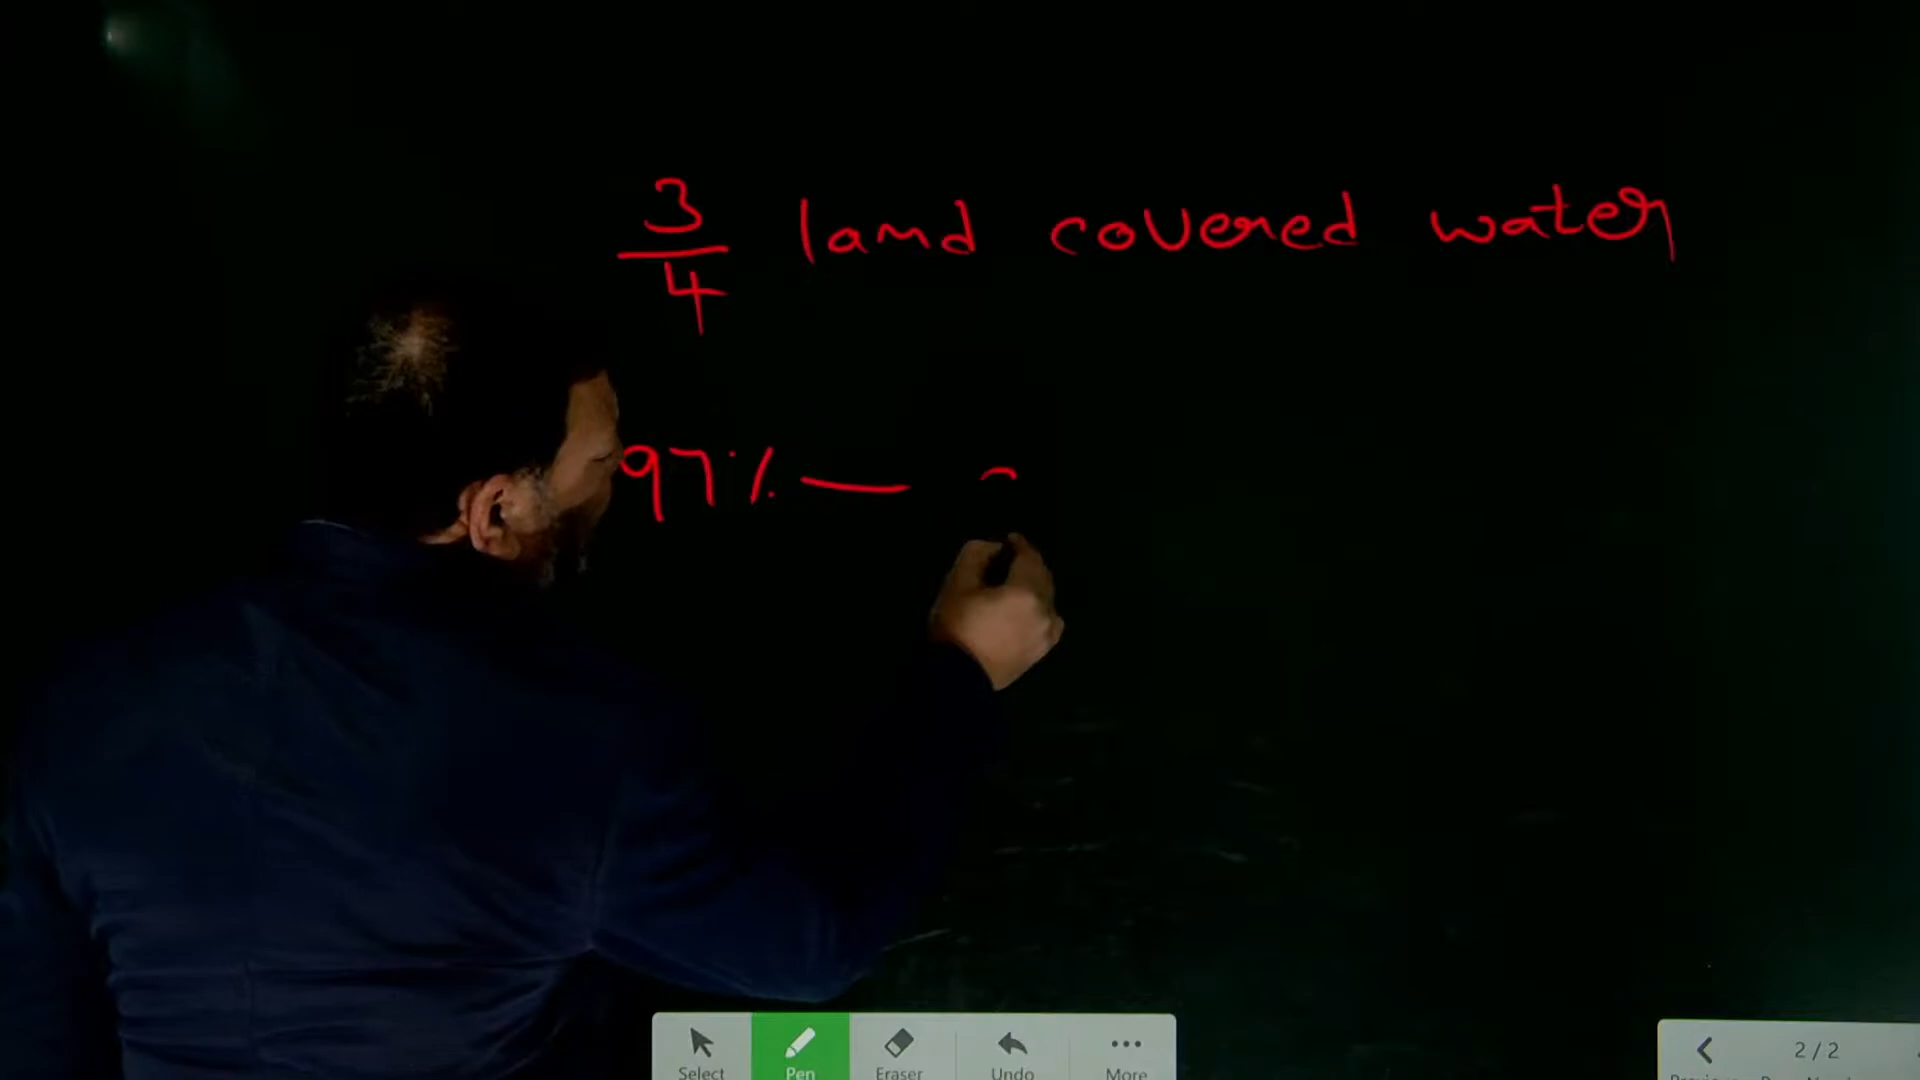 3/4 land covered water
97% —
Select Pen Eraser Undo More
2 / 2